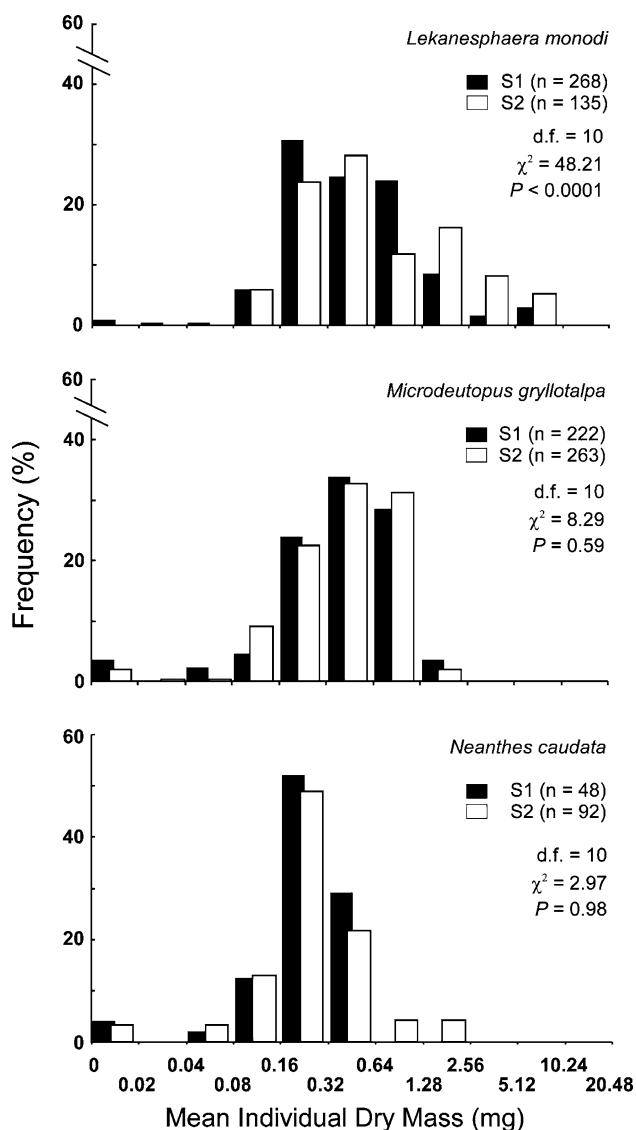 60
Lekanesphaera monodi
40
S1 (n = 268)
S2 (n = 135)
d.f. = 10
χ² = 48.21
P < 0.0001
20
0
60
Microdeutopus gryllotalpa
40
S1 (n = 222)
S2 (n = 263)
d.f. = 10
χ² = 8.29
P = 0.59
20
0
Frequency (%)
60
Neanthes caudata
S1 (n = 48)
S2 (n = 92)
40
d.f. = 10
χ² = 2.97
P = 0.98
20
0
0 0.04 0.16 0.64 2.56 10.24
0.02 0.08 0.32 1.28 5.12 20.48
Mean Individual Dry Mass (mg)